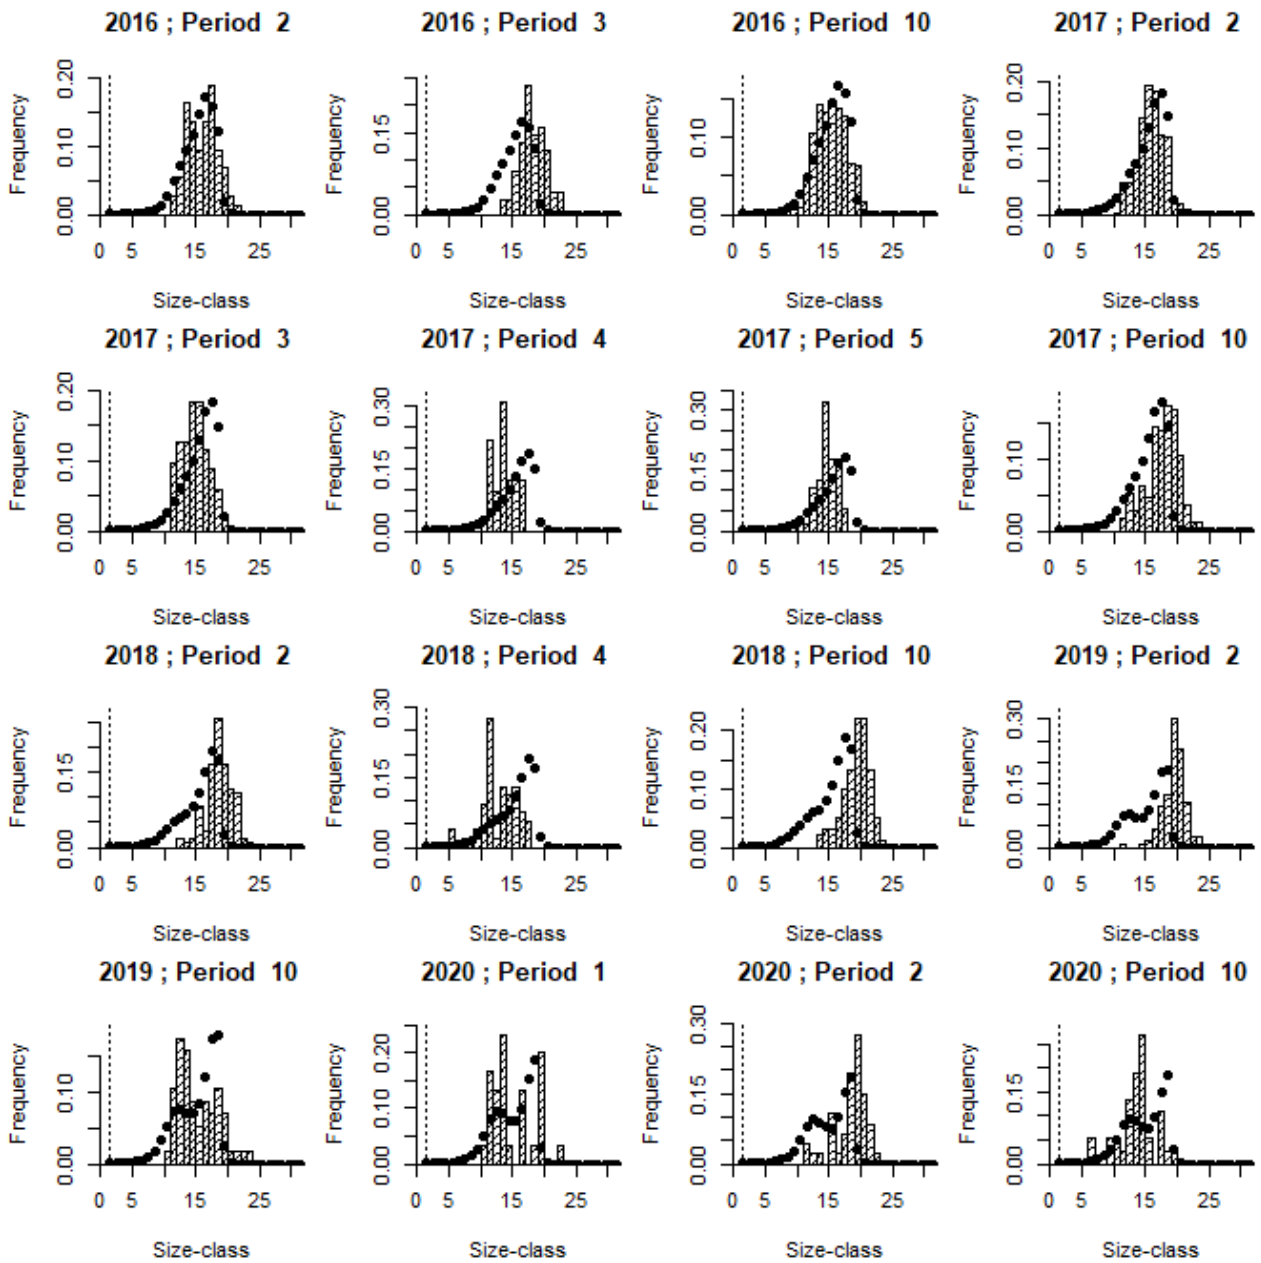 2016 ; Period 2
2016 ; Period 3
2016 ; Period 10
2017 ; Period 2
Frequency
0.00 0.10 0.20
0 5 15 25
Size-class
Frequency
0.00 0.15
0 5 15 25
Size-class
Frequency
0.00 0.10
0 5 15 25
Size-class
Frequency
0.00 0.10 0.20
0 5 15 25
Size-class
2017 ; Period 3
2017 ; Period 4
2017 ; Period 5
2017 ; Period 10
Frequency
0.00 0.10 0.20
0 5 15 25
Size-class
Frequency
0.00 0.15 0.30
0 5 15 25
Size-class
Frequency
0.00 0.15 0.30
0 5 15 25
Size-class
Frequency
0.00 0.10
0 5 15 25
Size-class
2018 ; Period 2
2018 ; Period 4
2018 ; Period 10
2019 ; Period 2
Frequency
0.00 0.15
0 5 15 25
Size-class
Frequency
0.00 0.15 0.30
0 5 15 25
Size-class
Frequency
0.00 0.10 0.20
0 5 15 25
Size-class
Frequency
0.00 0.15 0.30
0 5 15 25
Size-class
2019 ; Period 10
2020 ; Period 1
2020 ; Period 2
2020 ; Period 10
Frequency
0.00 0.10
0 5 15 25
Size-class
Frequency
0.00 0.10 0.20
0 5 15 25
Size-class
Frequency
0.00 0.15 0.30
0 5 15 25
Size-class
Frequency
0.00 0.15
0 5 15 25
Size-class